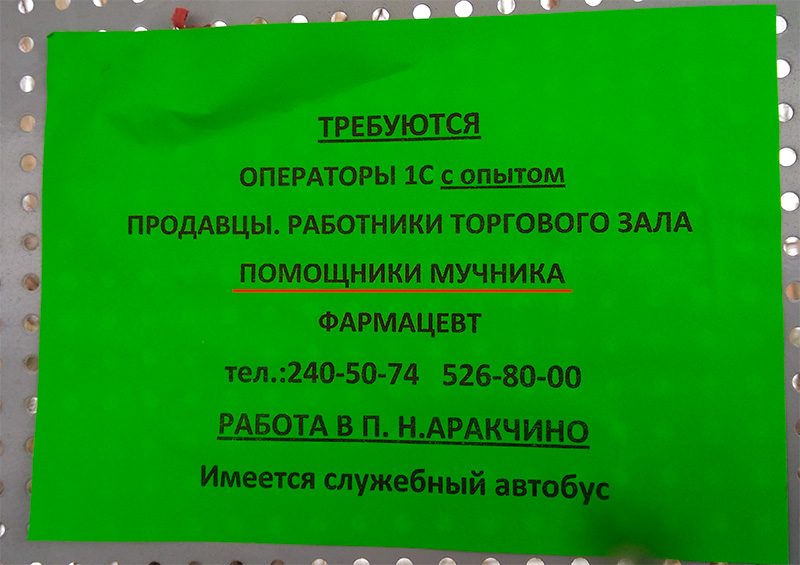 ТРЕБУЮТСЯ
ОПЕРАТОРЫ 1С с опытом
ПРОДАВЦЫ. РАБОТНИКИ ТОРГОВОГО ЗАЛА
ПОМОЩНИКИ МУЧНИКА
ФАРМАЦЕВТ
тел.:240-50-74 526-80-00
РАБОТА В П. Н.АРАКЧИНО
Имеется служебный автобус